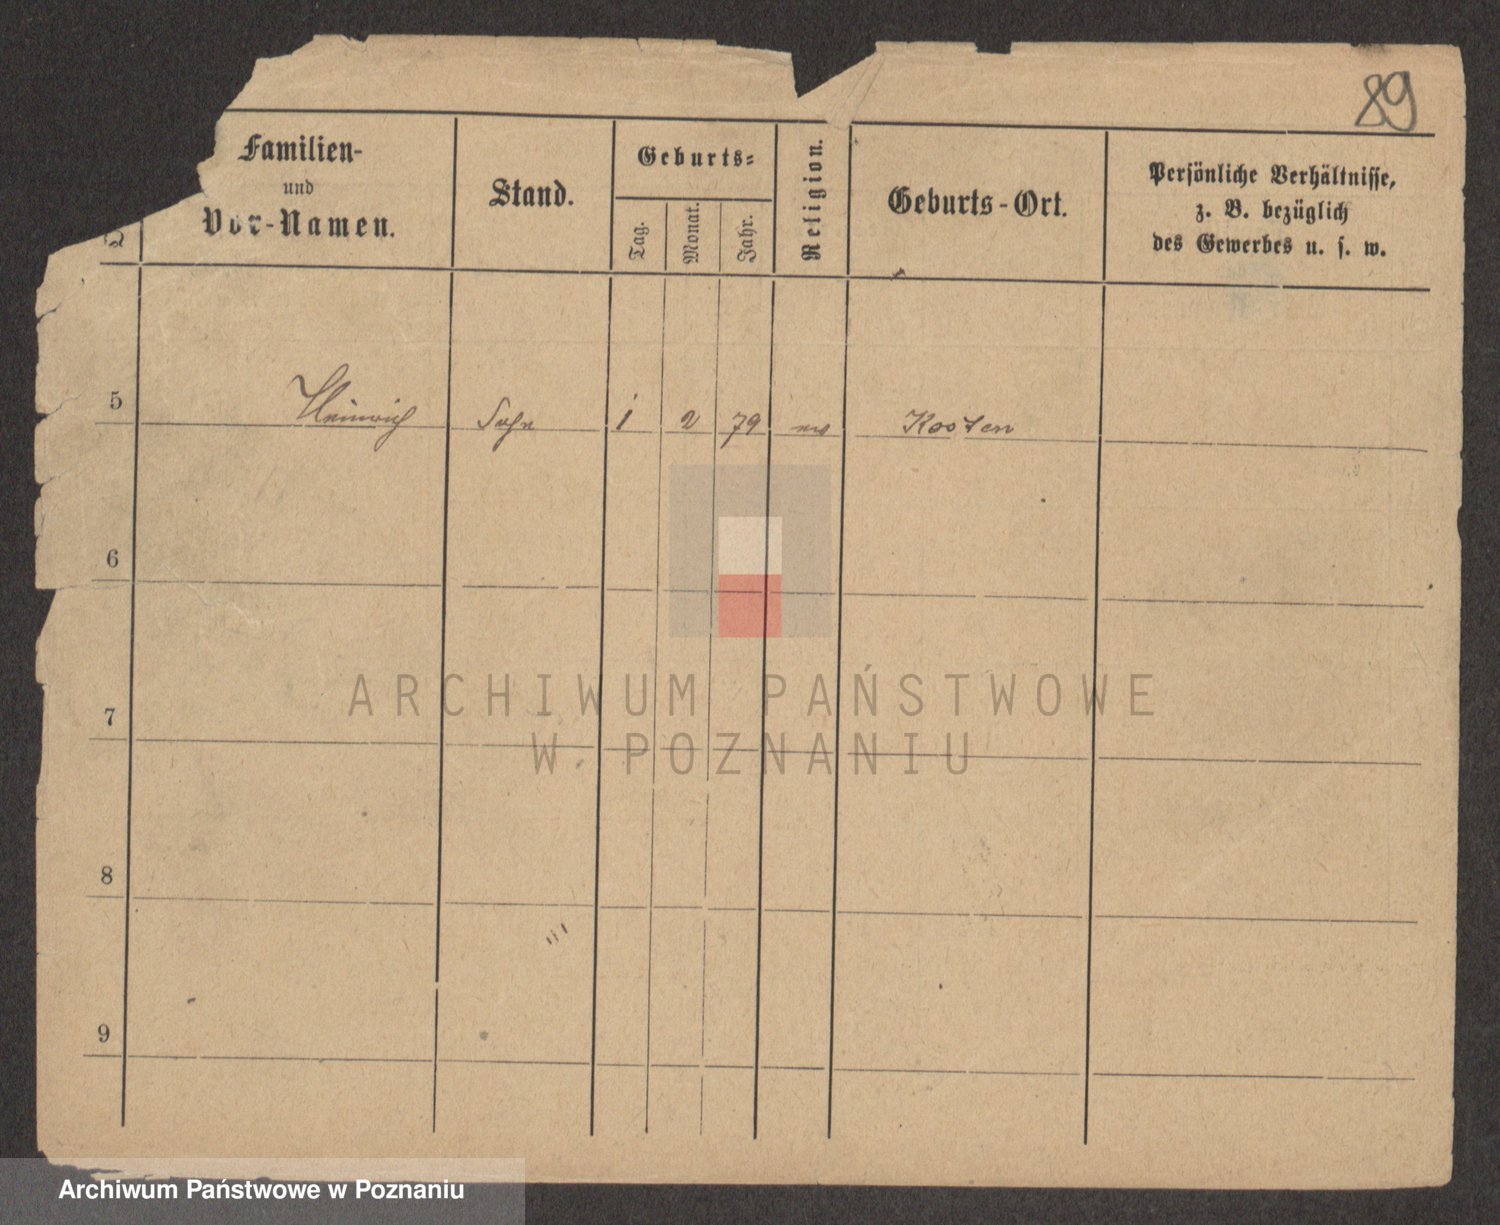 89
Familien-
und
Vor-Namen.
Stand.
Geburts-
Tag.
Monat.
Jahr.
Religion.
Geburts-Ort.
Persönliche Verhältnisse,
z. B. bezüglich
des Gewerbes u. s. w.
5 Heinrich Sohn 1 2 79 ev Kosten
6
7
8
9
ARCHIWUM PAŃSTWOWE
W POZNANIU
Archiwum Państwowe w Poznaniu